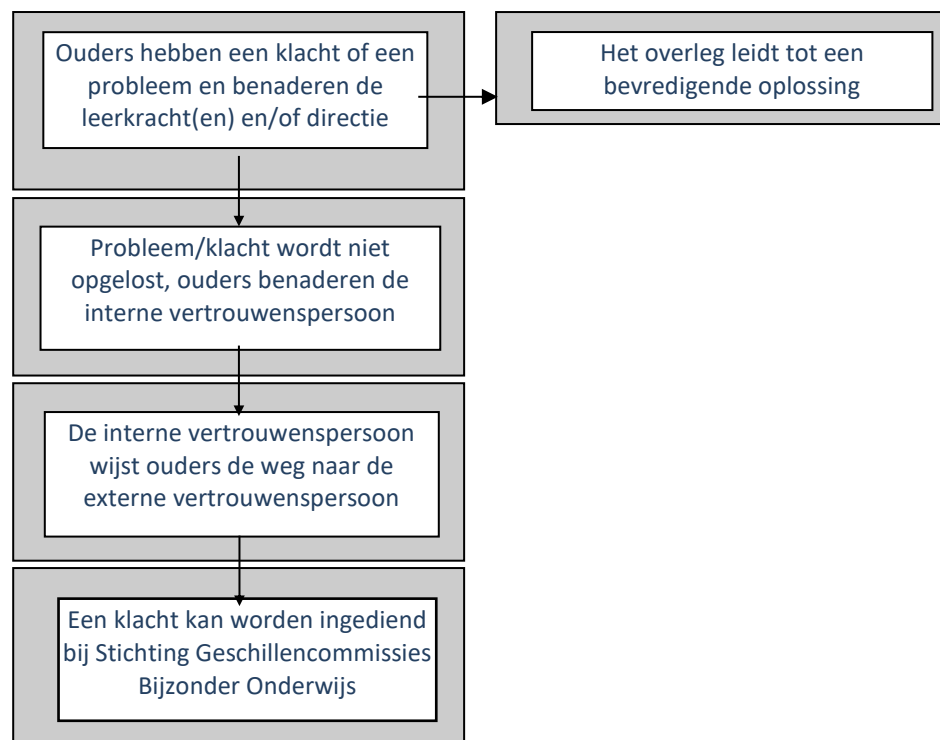 Ouders hebben een klacht of een
probleem en benaderen de
leerkracht(en) en/of directie
Het overleg leidt tot een
bevredigende oplossing
Probleem/klacht wordt niet
opgelost, ouders benaderen de
interne vertrouwenspersoon
De interne vertrouwenspersoon
wijst ouders de weg naar de
externe vertrouwenspersoon
Een klacht kan worden ingediend
bij Stichting Geschillencommissies
Bijzonder Onderwijs